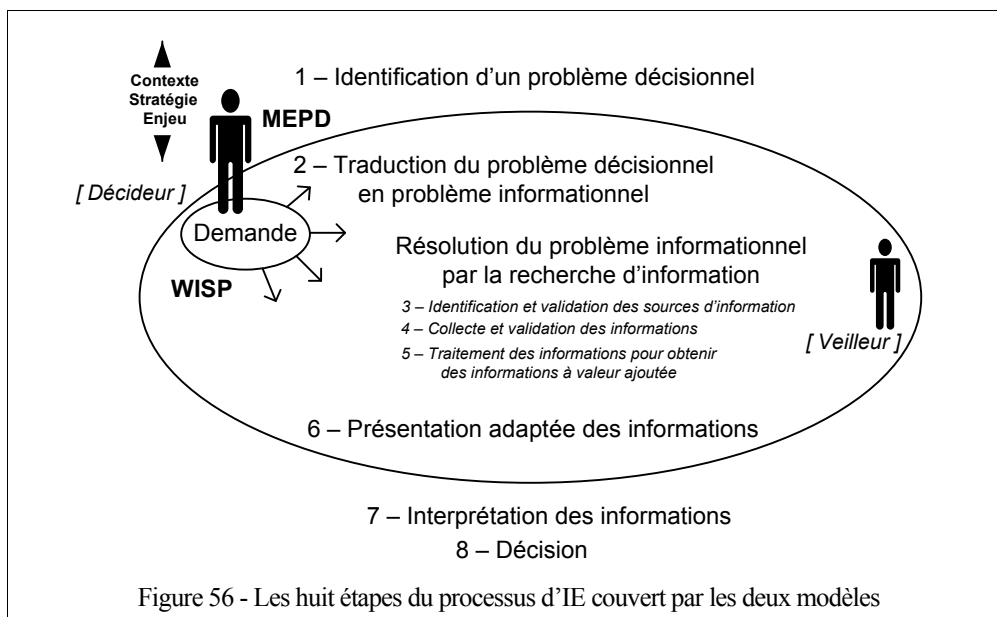 1 – Identification d'un problème décisionnel
Contexte
Stratégie
Enjeu
MEPD
2 – Traduction du problème décisionnel
en problème informationnel
[ Décideur ]
Demande
WISP
Résolution du problème informationnel
par la recherche d'information
3 – Identification et validation des sources d'information
4 – Collecte et validation des informations
5 – Traitement des informations pour obtenir
des informations à valeur ajoutée
[ Veilleur ]
6 – Présentation adaptée des informations
7 – Interprétation des informations
8 – Décision
Figure 56 - Les huit étapes du processus d'IE couvert par les deux modèles